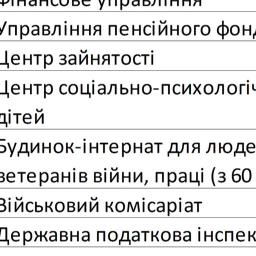 Фінансове управління
Управління пенсійного фонд
Центр зайнятості
Центр соціально-психологіч
дітей
Будинок-інтернат для люде
ветеранів війни, праці (з 60
Військовий комісаріат
Державна податкова інспек